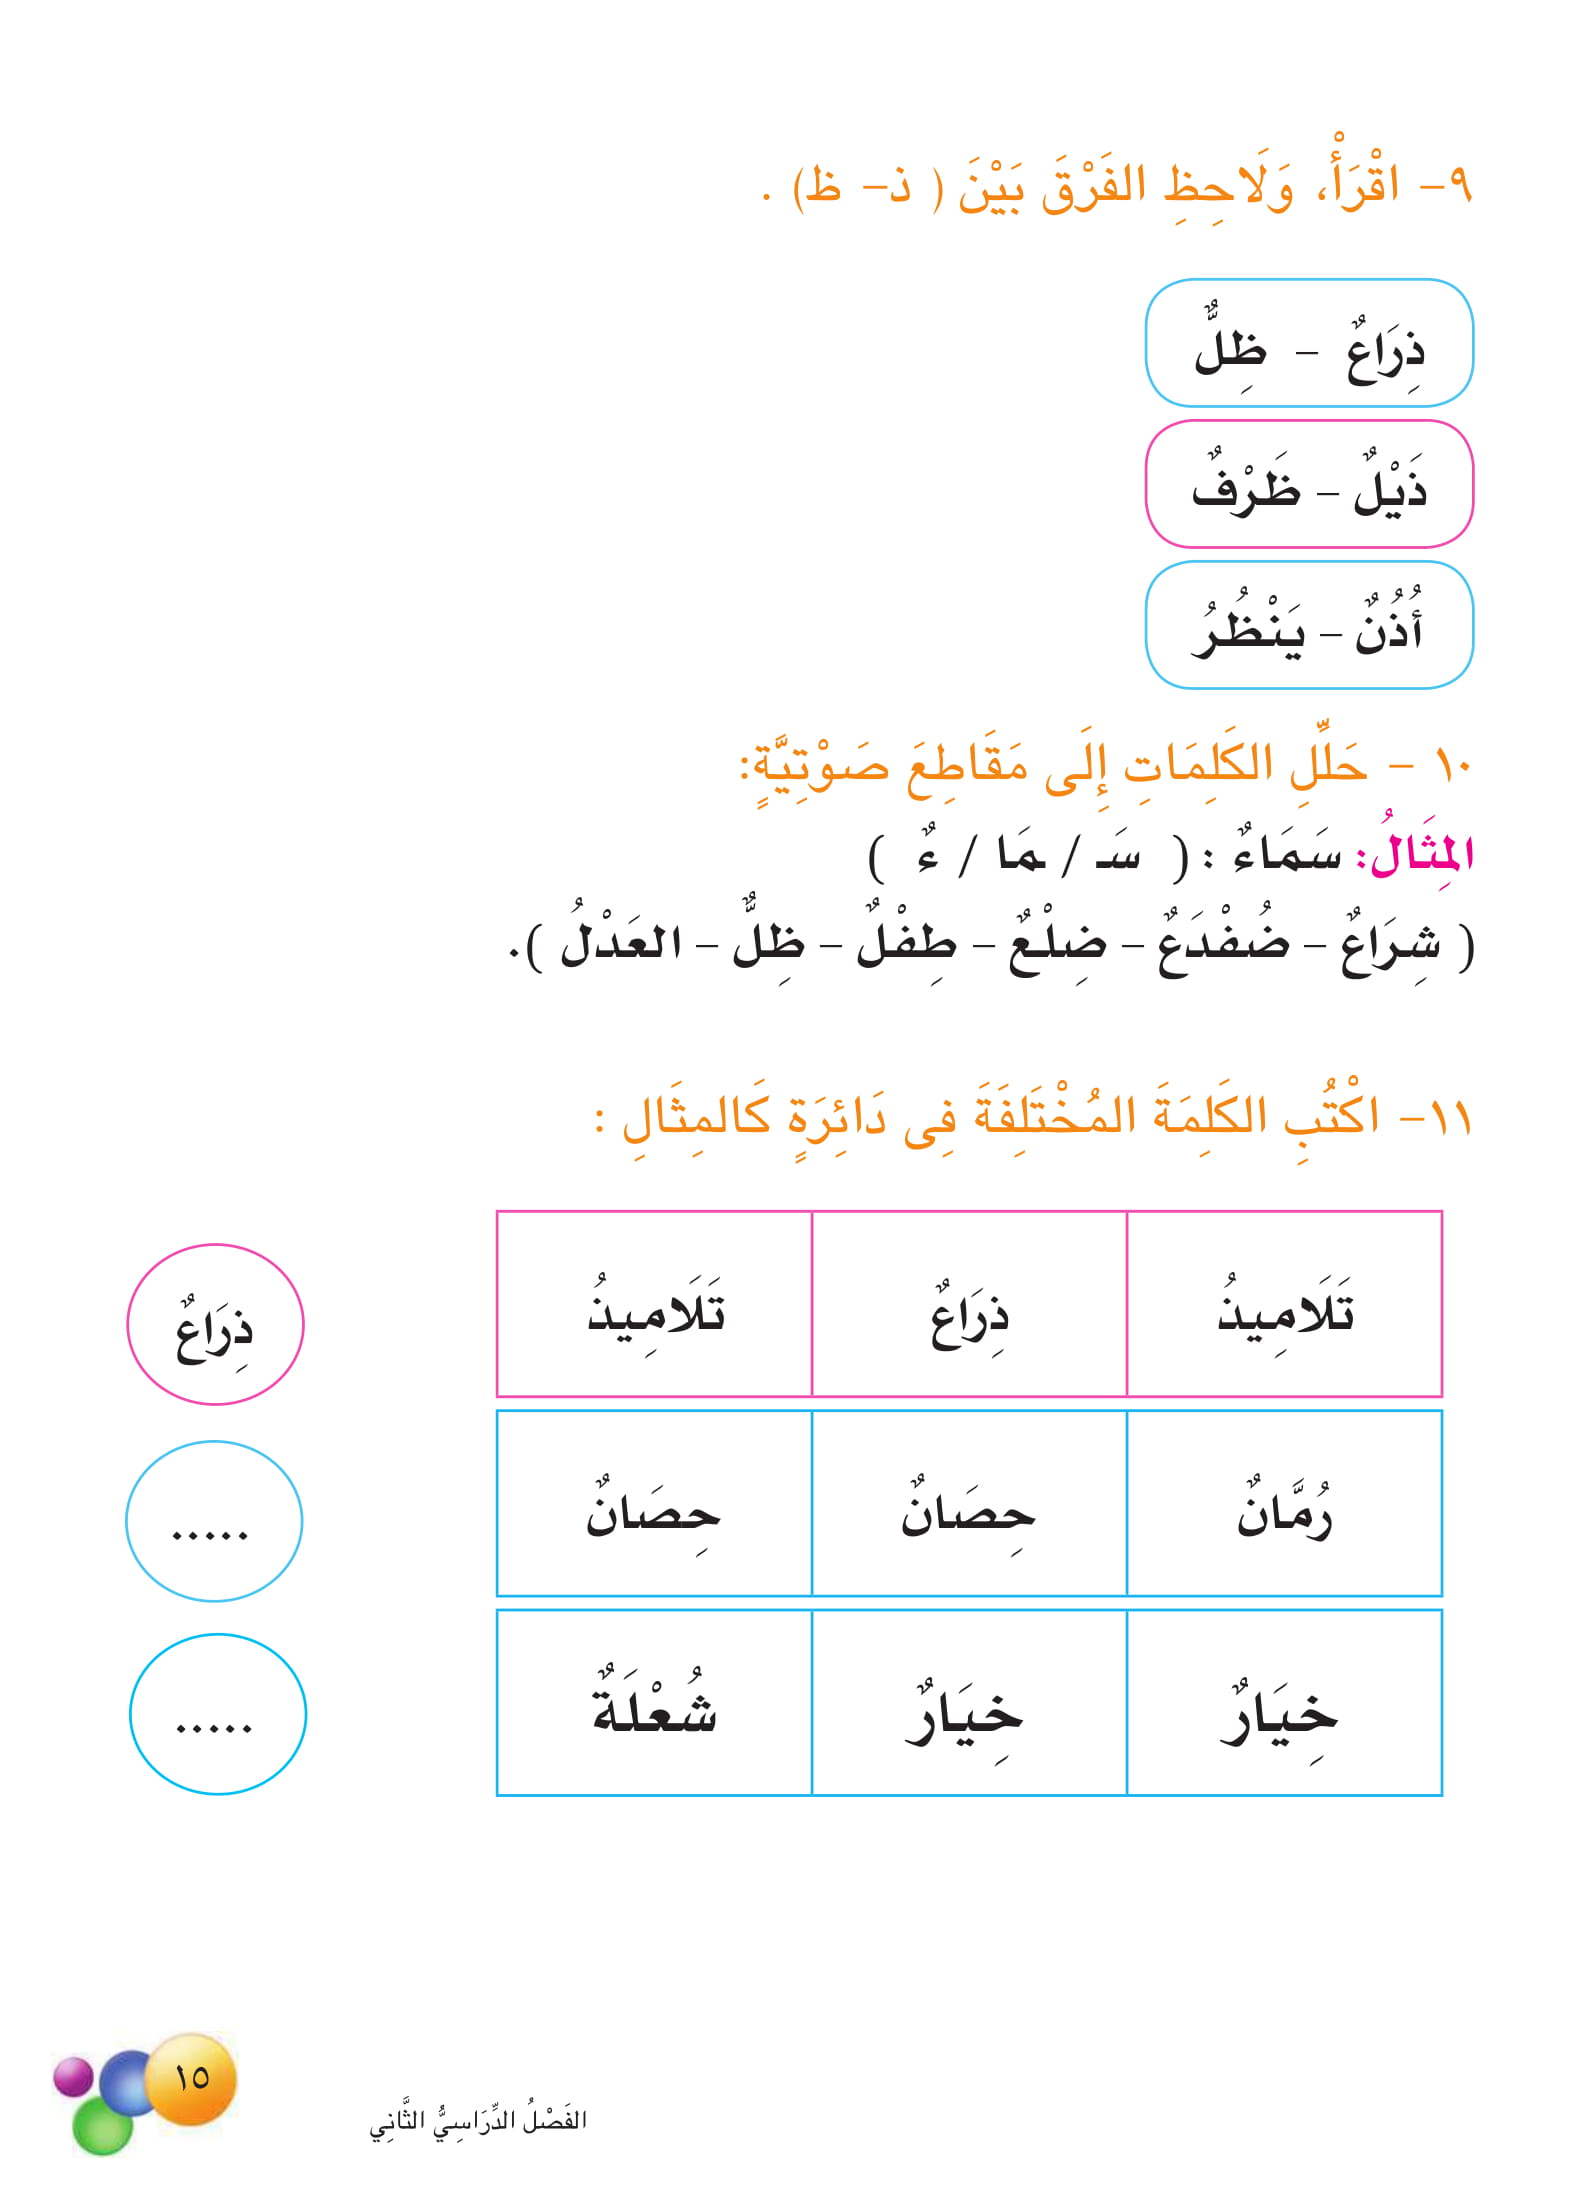 ٩- اقْرَأْ، وَلَاحِظِ الفَرْقَ بَيْنَ ( ذ- ظ) .
ذِرَاعٌ - ظِلٌّ
ذَيْلٌ - ظَرْفٌ
أُذُنٌ - يَنْظُرُ
١٠ - حَلِّلِ الكَلِمَاتِ إِلَى مَقَاطِعَ صَوْتِيَّةٍ:
المِثَالُ: سَمَاءٌ : ( سَـ / مَا / ءٌ )
( شِرَاعٌ - ضُفْدَعٌ - ضِلْعٌ - طِفْلٌ - ظِلٌّ - العَدْلُ ).
١١- اكْتُبِ الكَلِمَةَ المُخْتَلِفَةَ فِى دَائِرَةٍ كَالمِثَالِ :
تَلَامِيذُ ذِرَاعٌ تَلَامِيذُ ذِرَاعٌ
رُمَّانٌ حِصَانٌ حِصَانٌ .....
خِيَارٌ خِيَارٌ شُعْلَةٌ .....
١٥
الفَصْلُ الدِّرَاسِيُّ الثَّانِي